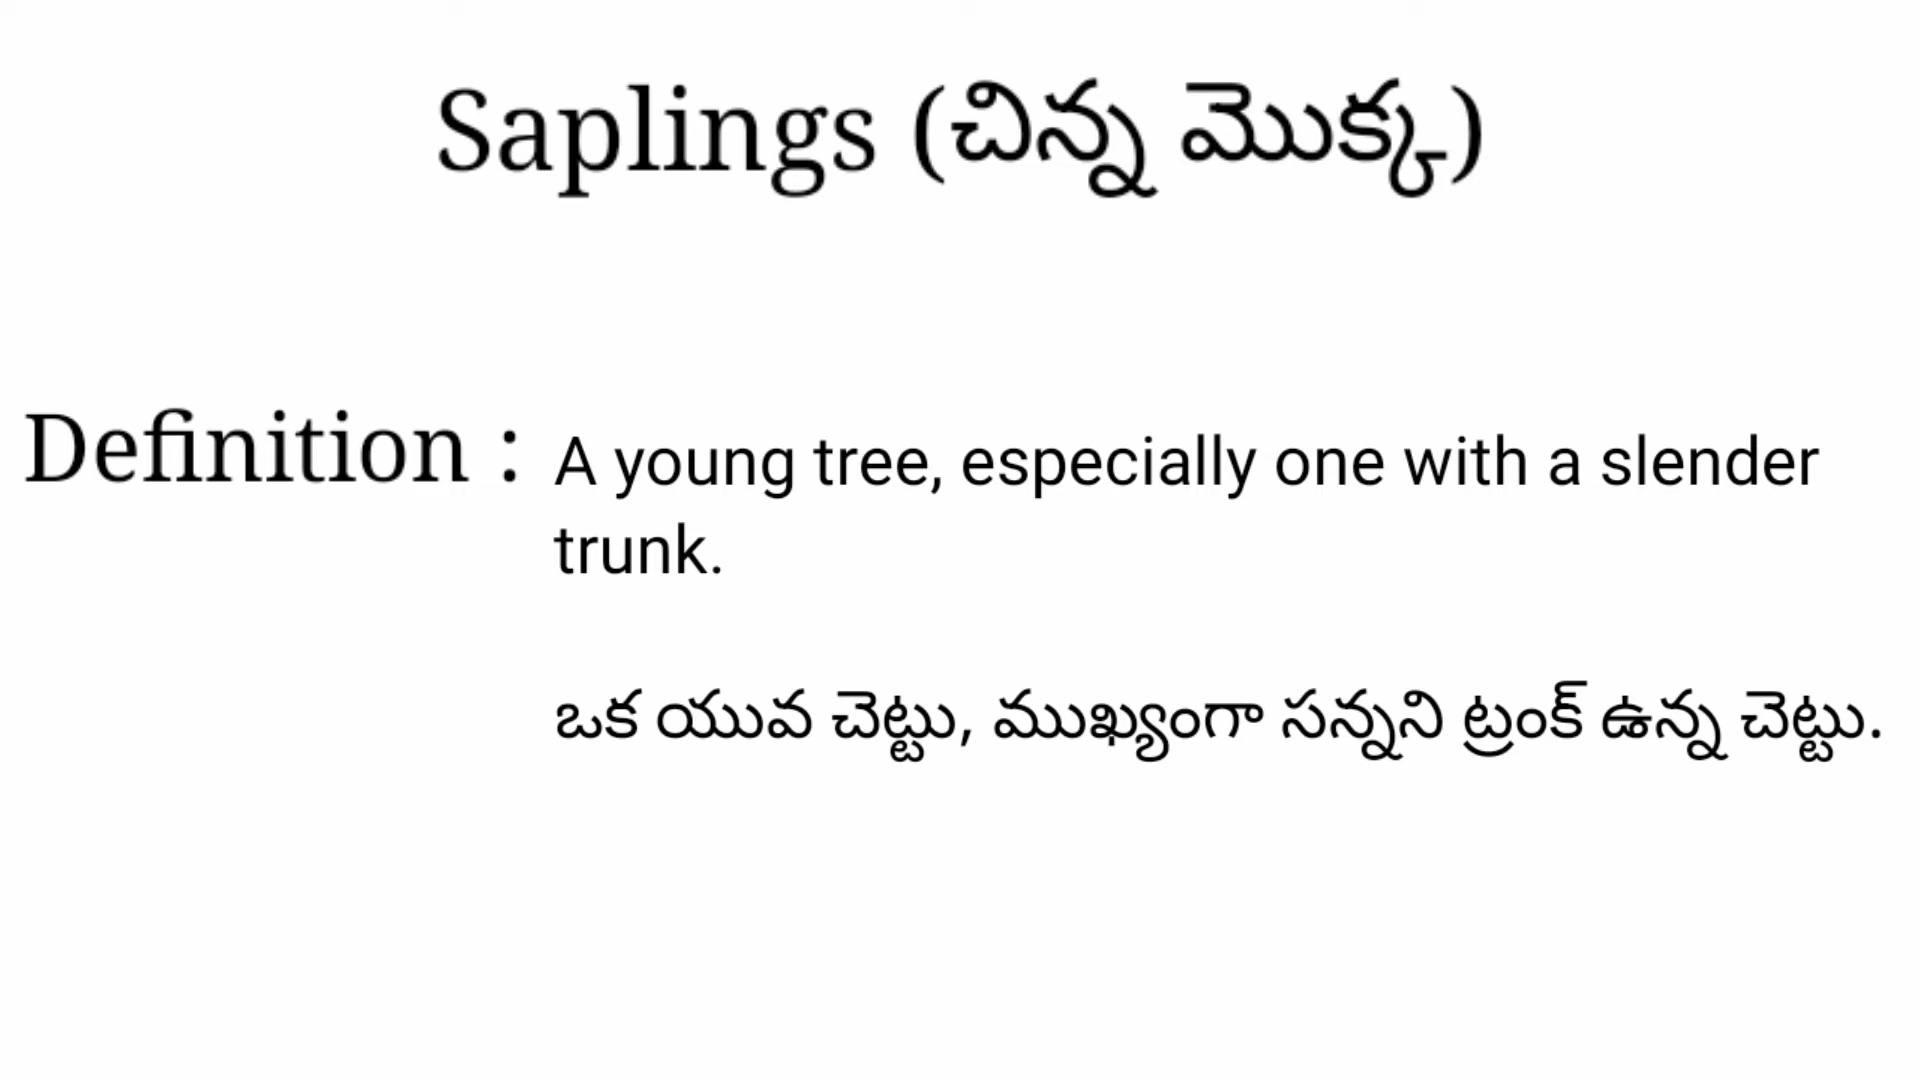 Saplings (చిన్న మొక్క)
Definition : A young tree, especially one with a slender
trunk.
ఒక యువ చెట్టు, ముఖ్యంగా సన్నని ట్రంక్ ఉన్న చెట్టు.